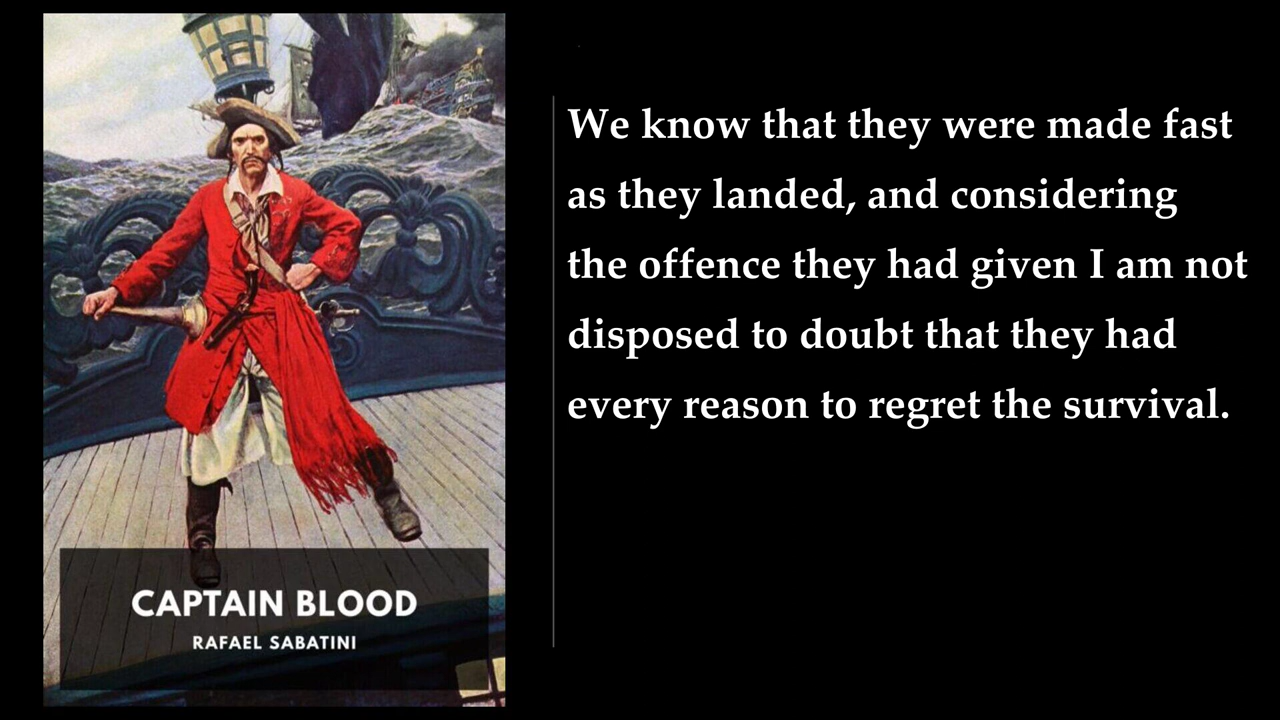 CAPTAIN BLOOD
RAFAEL SABATINI
We know that they were made fast
as they landed, and considering
the offence they had given I am not
disposed to doubt that they had
every reason to regret the survival.